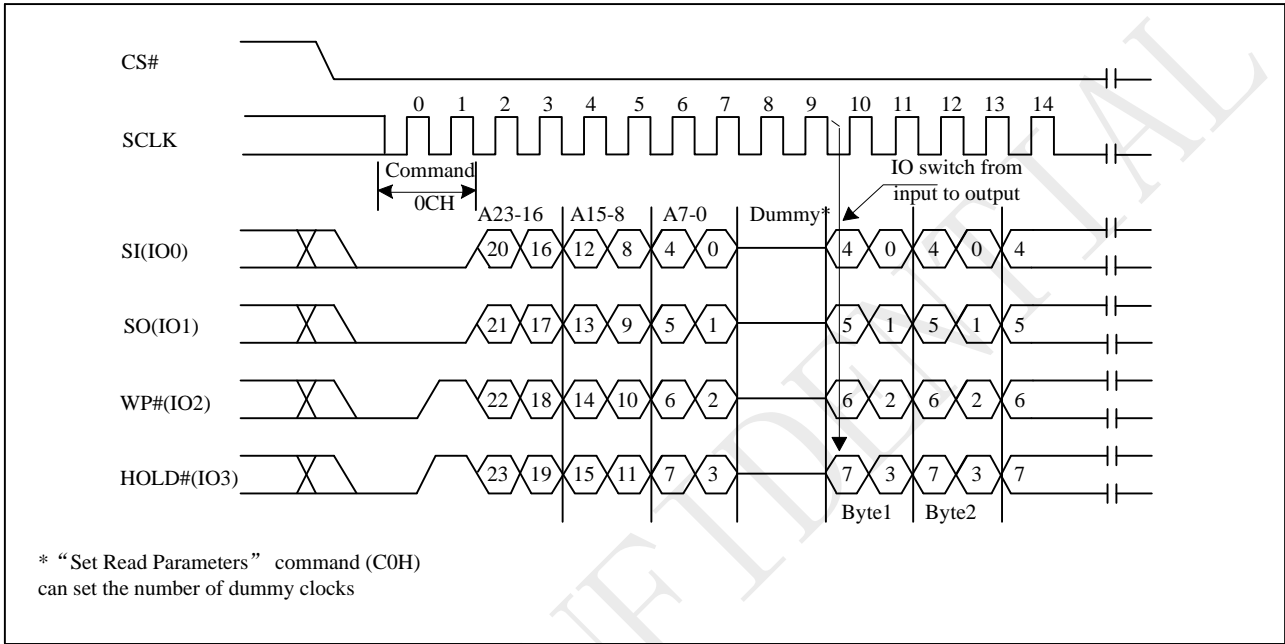 CS#
0 1 2 3 4 5 6 7 8 9 10 11 12 13 14
SCLK
Command
0CH
IO switch from
input to output
A23-16 A15-8 A7-0 Dummy*
SI(IO0) 20 16 12 8 4 0 4 0 4 0 4
SO(IO1) 21 17 13 9 5 1 5 1 5 1 5
WP#(IO2) 22 18 14 10 6 2 6 2 6 2 6
HOLD#(IO3) 23 19 15 11 7 3 7 3 7 3 7
Byte1 Byte2
* “Set Read Parameters” command (C0H)
can set the number of dummy clocks
FIDENTIAL